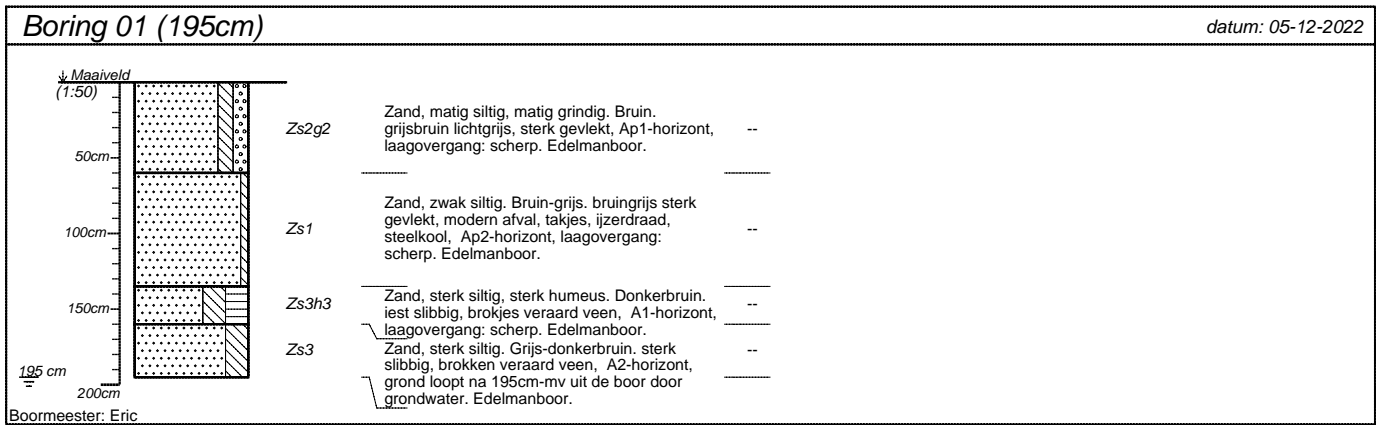 Boring 01 (195cm)
datum: 05-12-2022
Maaiveld
(1:50)
Zs2g2
Zand, matig siltig, matig grindig. Bruin.
grijsbruin lichtgrijs, sterk gevlekt, Ap1-horizont,
laagovergang: scherp. Edelmanboor.
--
50cm
Zs1
Zand, zwak siltig. Bruin-grijs. bruingrijs sterk
gevlekt, modern afval, takjes, ijzerdraad,
steelkool, Ap2-horizont, laagovergang:
scherp. Edelmanboor.
--
100cm
Zs3h3
Zand, sterk siltig, sterk humeus. Donkerbruin.
iest slibbig, brokjes veraard veen, A1-horizont,
laagovergang: scherp. Edelmanboor.
--
150cm
Zs3
Zand, sterk siltig. Grijs-donkerbruin. sterk
slibbig, brokken veraard veen, A2-horizont,
grond loopt na 195cm-mv uit de boor door
grondwater. Edelmanboor.
--
195 cm
200cm
Boormeester: Eric